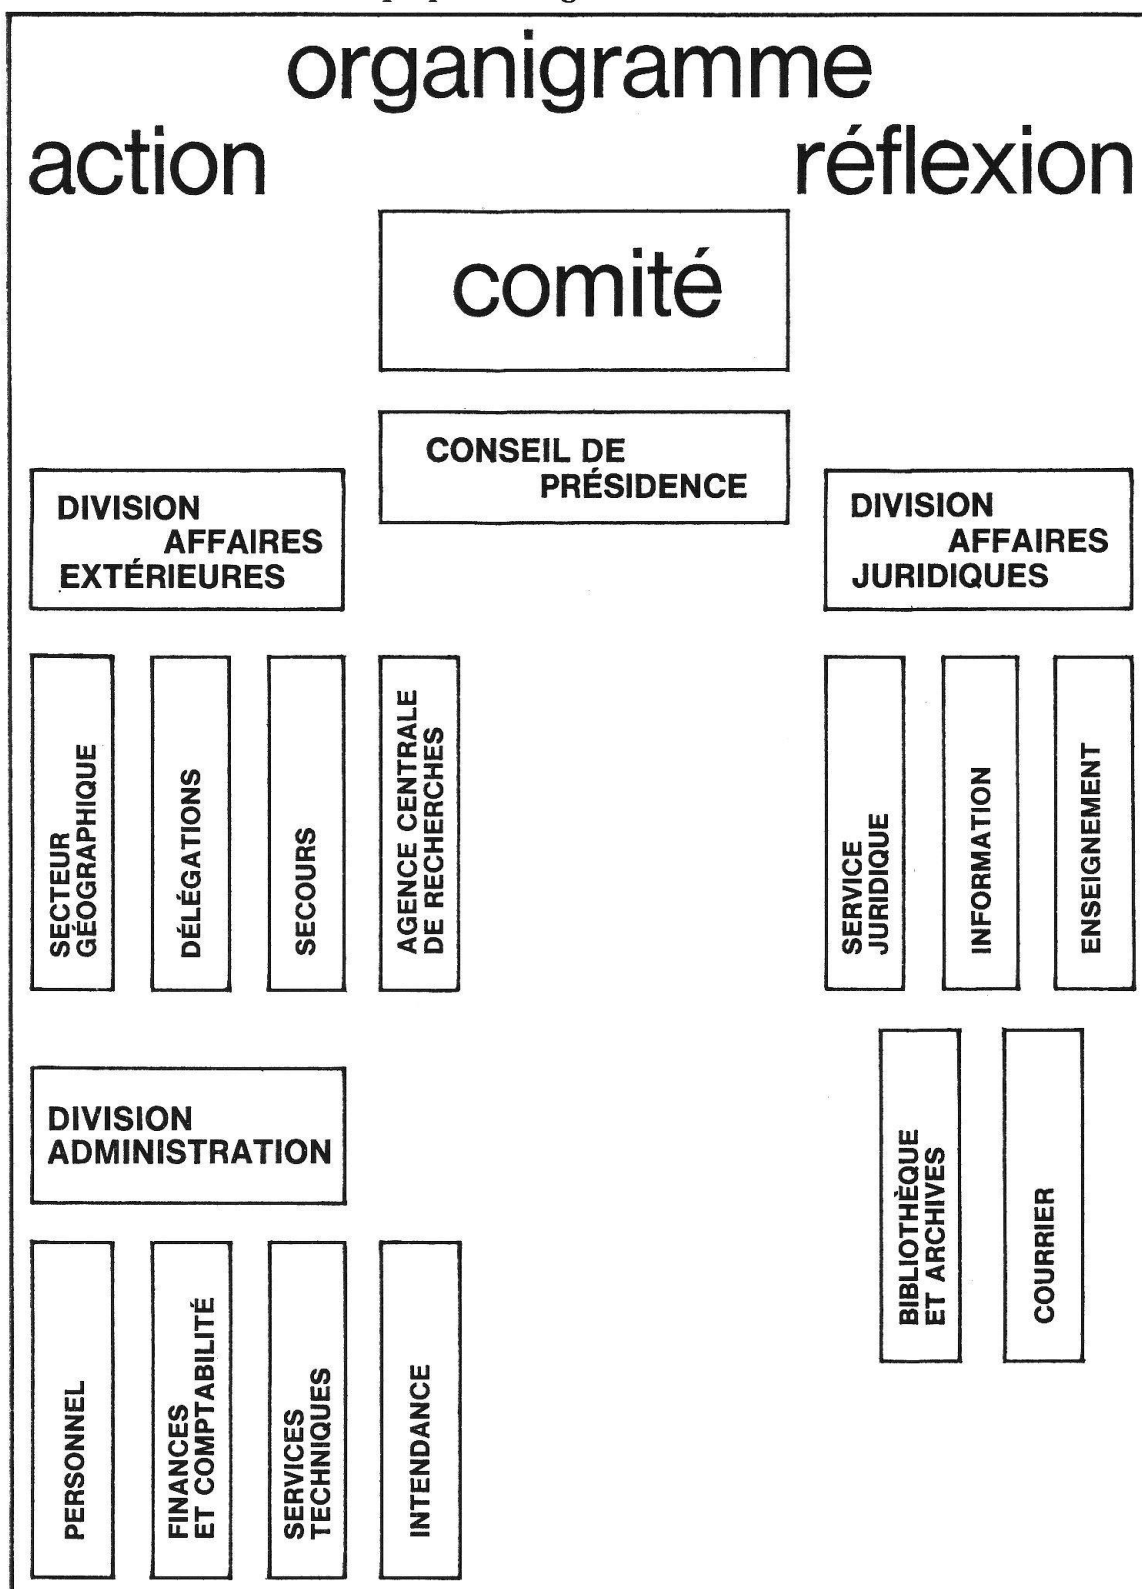 organigramme
action
réflexion
comité
CONSEIL DE
PRÉSIDENCE
DIVISION
AFFAIRES
EXTÉRIEURES
DIVISION
AFFAIRES
JURIDIQUES
SECTEUR
GÉOGRAPHIQUE
DÉLÉGATIONS
SECOURS
AGENCE CENTRALE
DE RECHERCHES
SERVICE
JURIDIQUE
INFORMATION
ENSEIGNEMENT
BIBLIOTHÈQUE
ET ARCHIVES
COURRIER
DIVISION
ADMINISTRATION
PERSONNEL
FINANCES
ET COMPTABILITÉ
SERVICES
TECHNIQUES
INTENDANCE